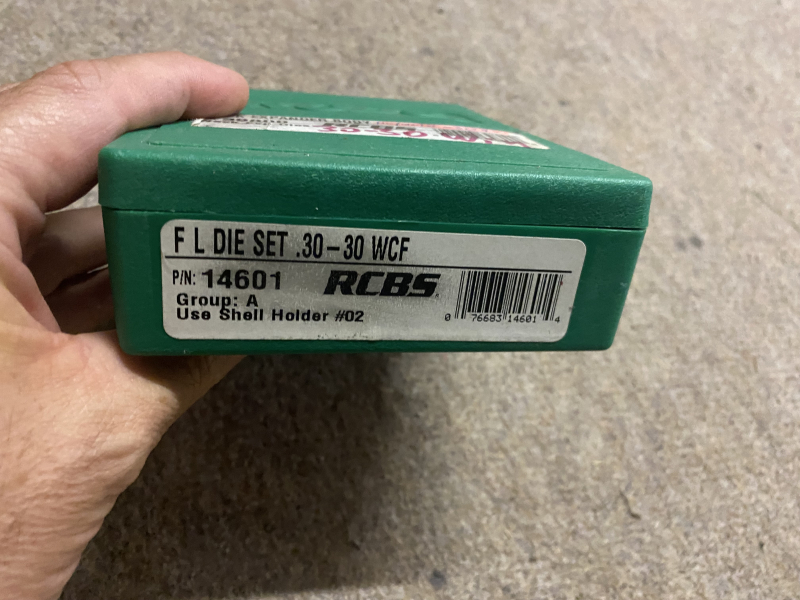 F L DIE SET .30-30 WCF
P/N: 14601 RCBS
Group: A
Use Shell Holder #02
0 76683 14601 4